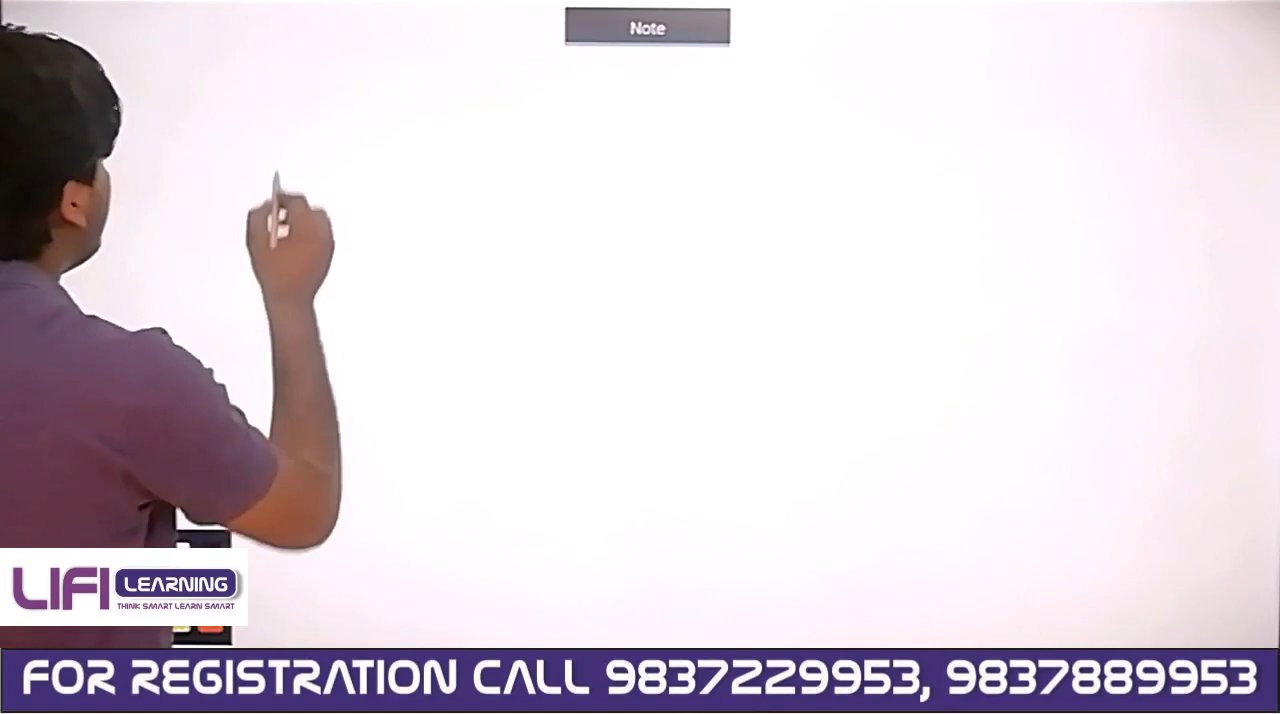 Note
LIFI LEARNING
THINK SMART LEARN SMART
FOR REGISTRATION CALL 9837229953, 9837889953